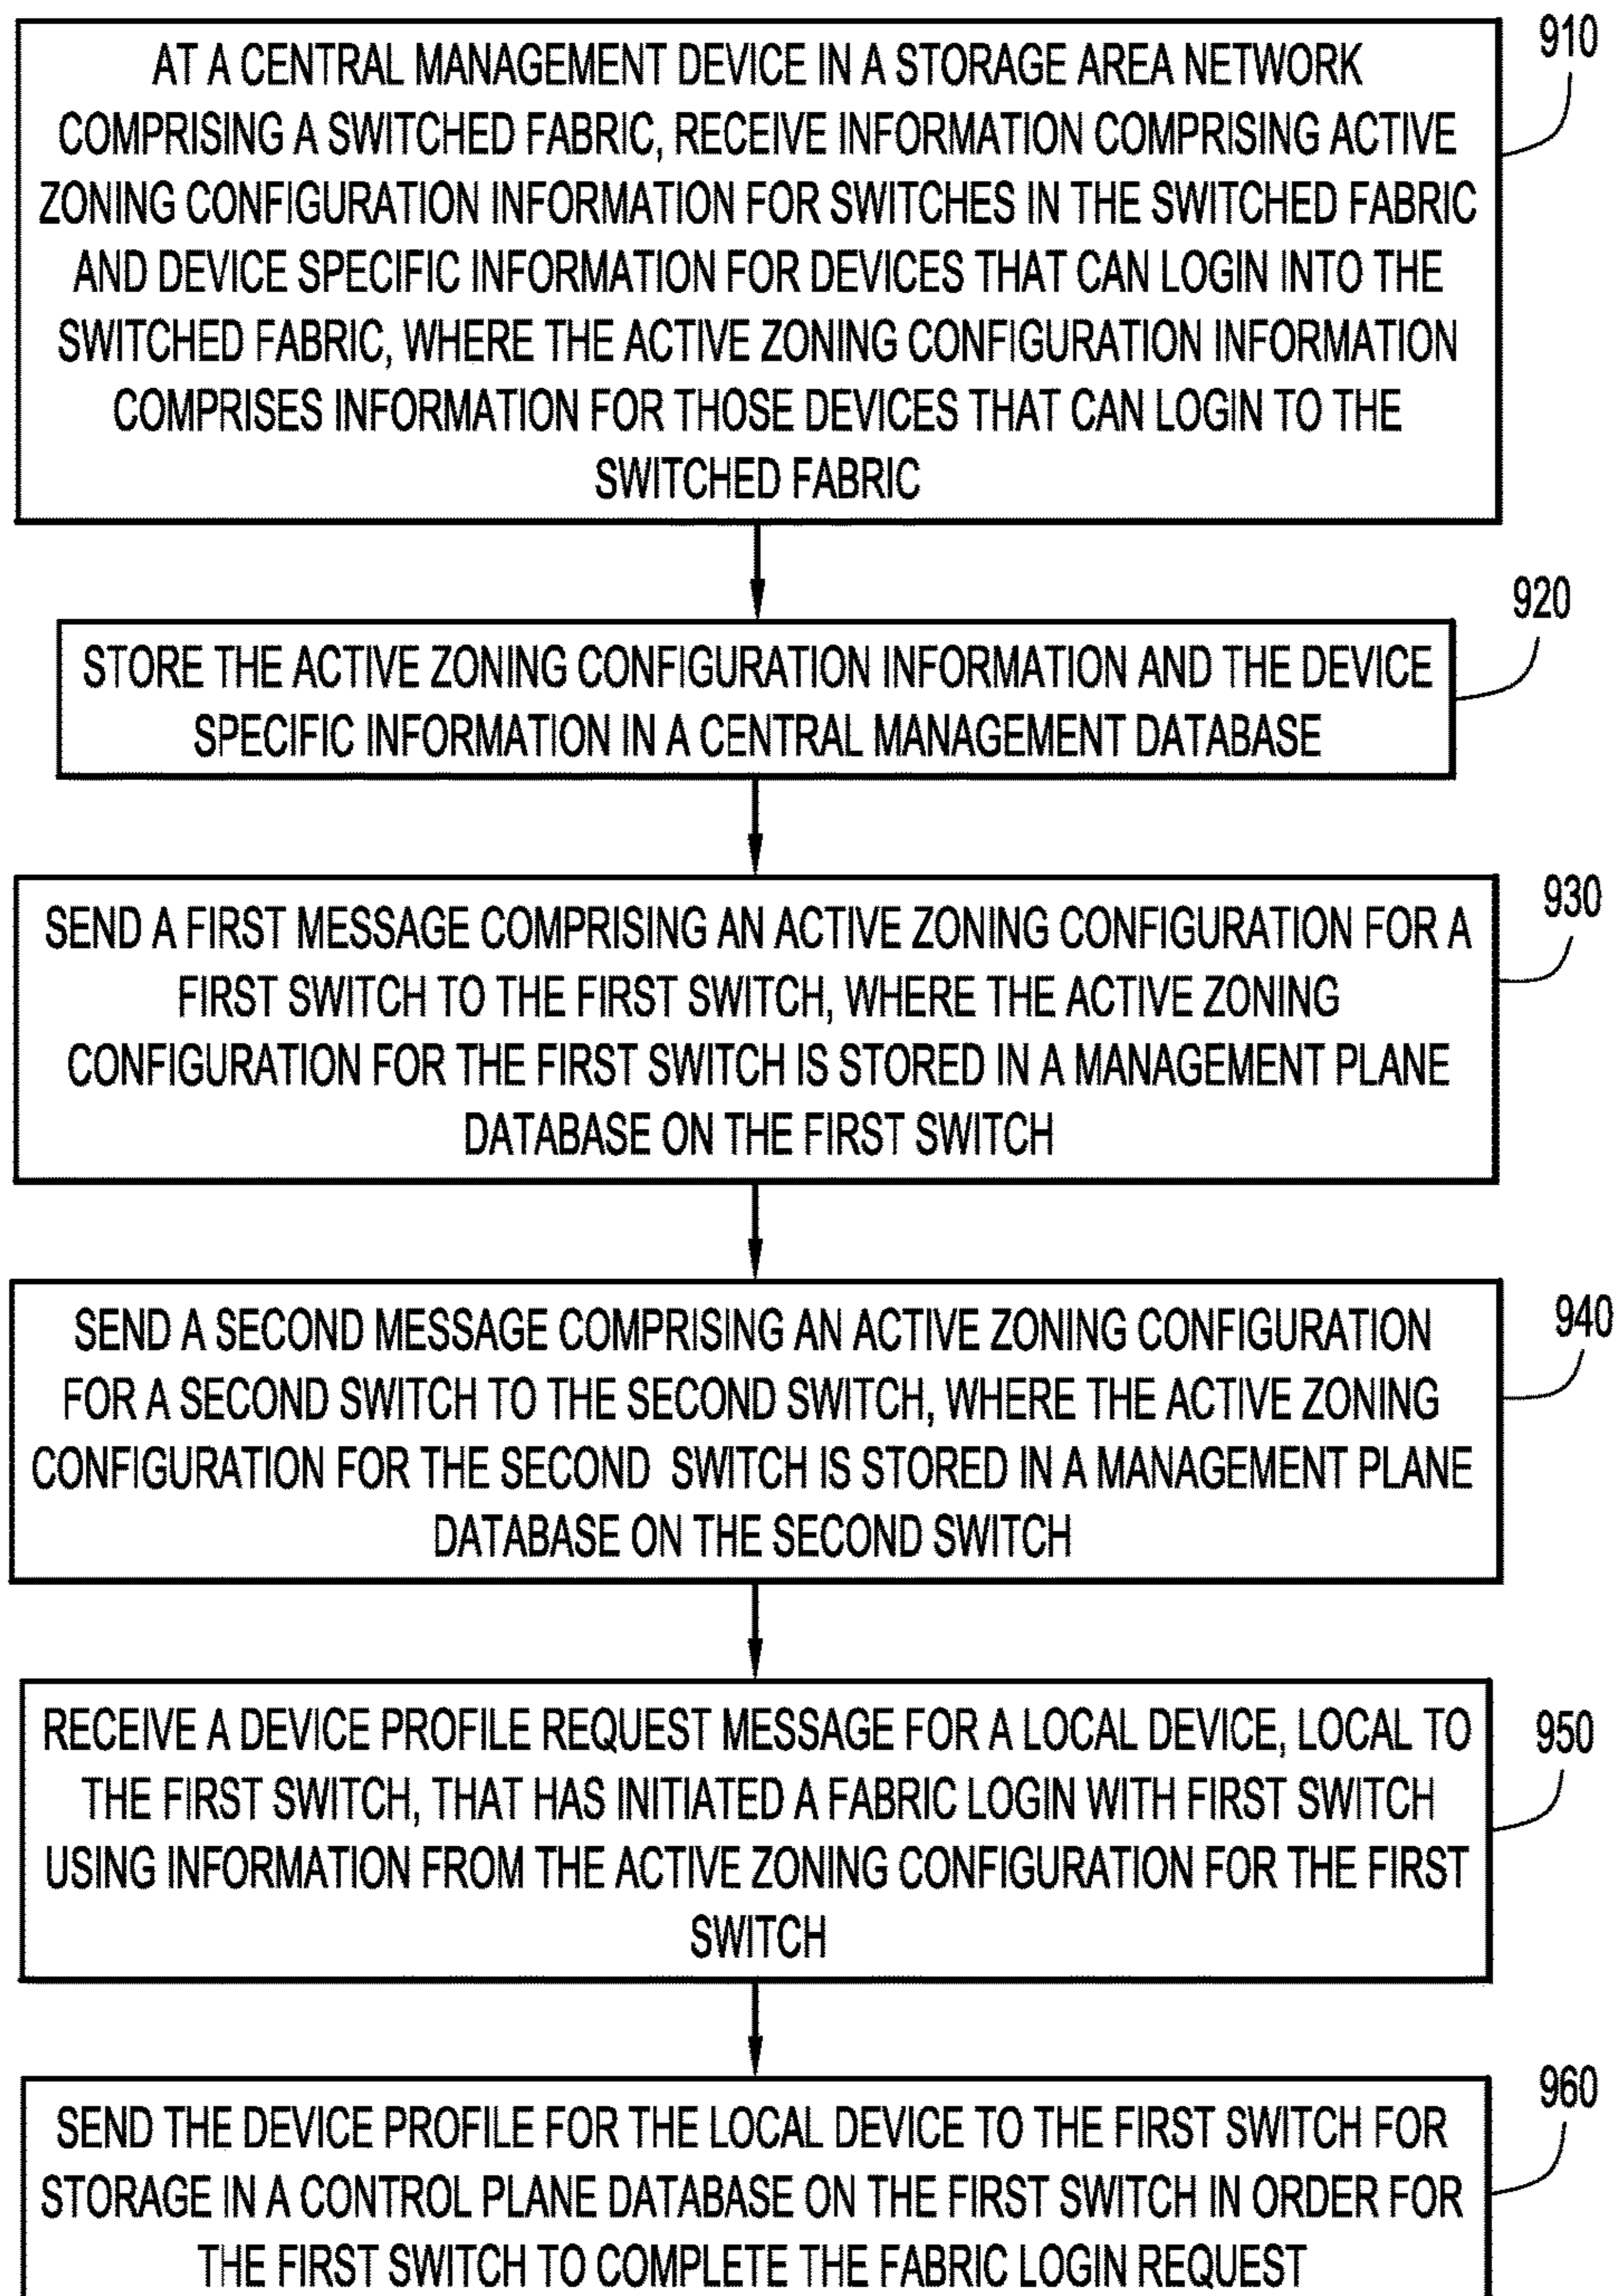 910
AT A CENTRAL MANAGEMENT DEVICE IN A STORAGE AREA NETWORK
COMPRISING A SWITCHED FABRIC, RECEIVE INFORMATION COMPRISING ACTIVE
ZONING CONFIGURATION INFORMATION FOR SWITCHES IN THE SWITCHED FABRIC
AND DEVICE SPECIFIC INFORMATION FOR DEVICES THAT CAN LOGIN INTO THE
SWITCHED FABRIC, WHERE THE ACTIVE ZONING CONFIGURATION INFORMATION
COMPRISES INFORMATION FOR THOSE DEVICES THAT CAN LOGIN TO THE
SWITCHED FABRIC
920
STORE THE ACTIVE ZONING CONFIGURATION INFORMATION AND THE DEVICE
SPECIFIC INFORMATION IN A CENTRAL MANAGEMENT DATABASE
930
SEND A FIRST MESSAGE COMPRISING AN ACTIVE ZONING CONFIGURATION FOR A
FIRST SWITCH TO THE FIRST SWITCH, WHERE THE ACTIVE ZONING
CONFIGURATION FOR THE FIRST SWITCH IS STORED IN A MANAGEMENT PLANE
DATABASE ON THE FIRST SWITCH
940
SEND A SECOND MESSAGE COMPRISING AN ACTIVE ZONING CONFIGURATION
FOR A SECOND SWITCH TO THE SECOND SWITCH, WHERE THE ACTIVE ZONING
CONFIGURATION FOR THE SECOND SWITCH IS STORED IN A MANAGEMENT PLANE
DATABASE ON THE SECOND SWITCH
950
RECEIVE A DEVICE PROFILE REQUEST MESSAGE FOR A LOCAL DEVICE, LOCAL TO
THE FIRST SWITCH, THAT HAS INITIATED A FABRIC LOGIN WITH FIRST SWITCH
USING INFORMATION FROM THE ACTIVE ZONING CONFIGURATION FOR THE FIRST
SWITCH
960
SEND THE DEVICE PROFILE FOR THE LOCAL DEVICE TO THE FIRST SWITCH FOR
STORAGE IN A CONTROL PLANE DATABASE ON THE FIRST SWITCH IN ORDER FOR
THE FIRST SWITCH TO COMPLETE THE FABRIC LOGIN REQUEST